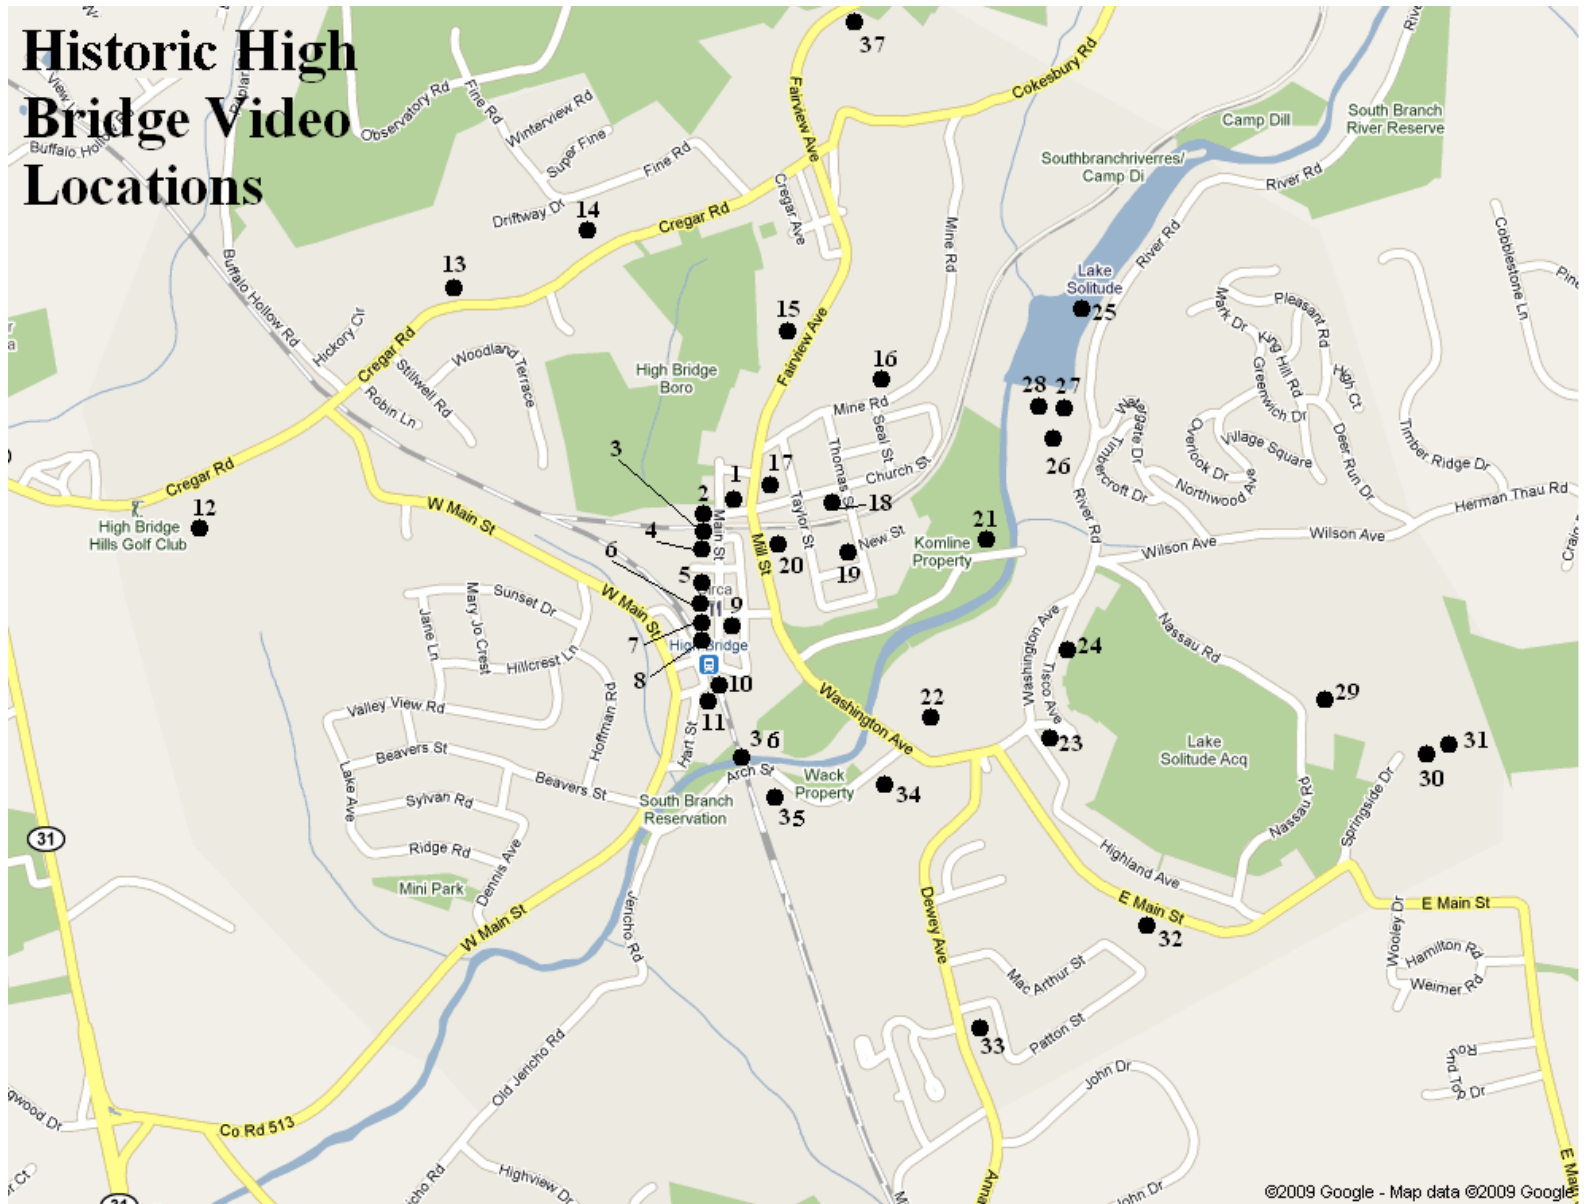 Historic High
Bridge Video
Locations
37
Fairview Ave
Cokesbury Rd
Camp Dill
South Branch
River Reserve
Southbranchriverres/
Camp Di
River Rd
River Rd
Observatory Rd
Fine Rd
Winterview Rd
Super Fine
Fine Rd
Driftway Dr
14
Cregar Rd
Cregar Ave
Mine Rd
Buffalo Hollow Rd
Buffalo Hollow Rd
13
Hickory Ctr
Cregar Rd
Stillwell Rd
Woodland
Terrace
Robin Ln
High Bridge
Boro
15
Fairview Ave
16
Mine Rd
Seal St
Thomas St
Church St
Taylor St
Lake
Solitude
25
28
27
26
Mark Dr
Pleasant Rd
King Hill Rd
Greenwich Dr
High Ct
Watergate Dr
Timbercroft Dr
Overlook Dr
Village Square
Northwood Ave
Deer Run Dr
Timber Ridge Dr
Cobblestone Ln
Herman Thau Rd
Wilson Ave
Wilson Ave
River Rd
Cregar Rd
12
High Bridge
Hills Golf Club
W Main St
3
2
1
17
18
4
Main St
6
5
Mill St
20
19
New St
21
Komline
Property
7
9
High Bridge
8
10
11
W Main St
Sunset Dr
Jane Ln
Mary Jo Crest
Hillcrest Ln
Valley View Rd
Hoffman Rd
Hart St
Beavers St
Beavers St
Lake Ave
Sylvan Rd
Ridge Rd
Dennis Ave
Mini Park
31
36
Arch St
South Branch
Reservation
35
Wack
Property
34
Washington Ave
22
Washington Ave
Tisco Ave
24
23
Nassau Rd
29
Lake
Solitude Acq
30
31
Nassau Rd
Springside Dr
Highland Ave
E Main St
32
E Main St
Wooley Dr
Hamilton Rd
Weimer Rd
Dewey Ave
Mac Arthur St
Patton St
33
W Main St
Jericho Rd
Old Jericho Rd
Co Rd 513
Highview Dr
John Dr
John Dr
31
©2009 Google - Map data ©2009 Google